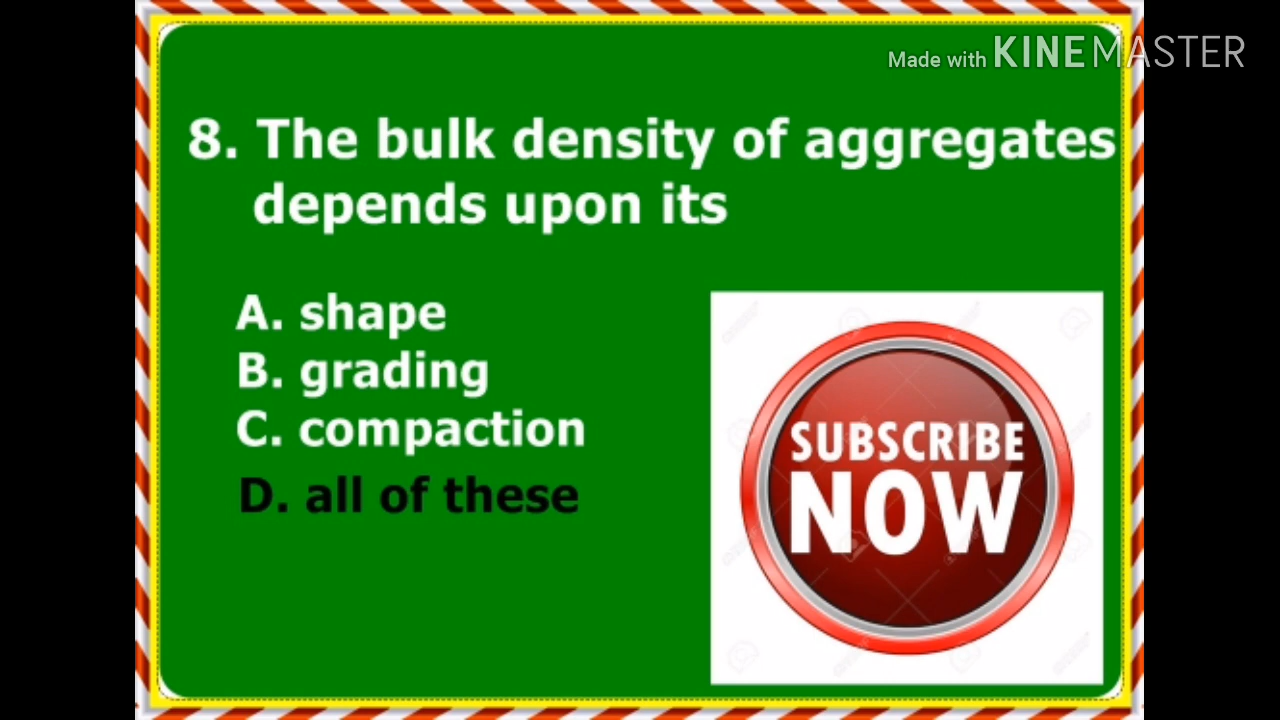 Made with KINEMASTER
8. The bulk density of aggregates
depends upon its
A. shape
B. grading
C. compaction
D. all of these
SUBSCRIBE
NOW